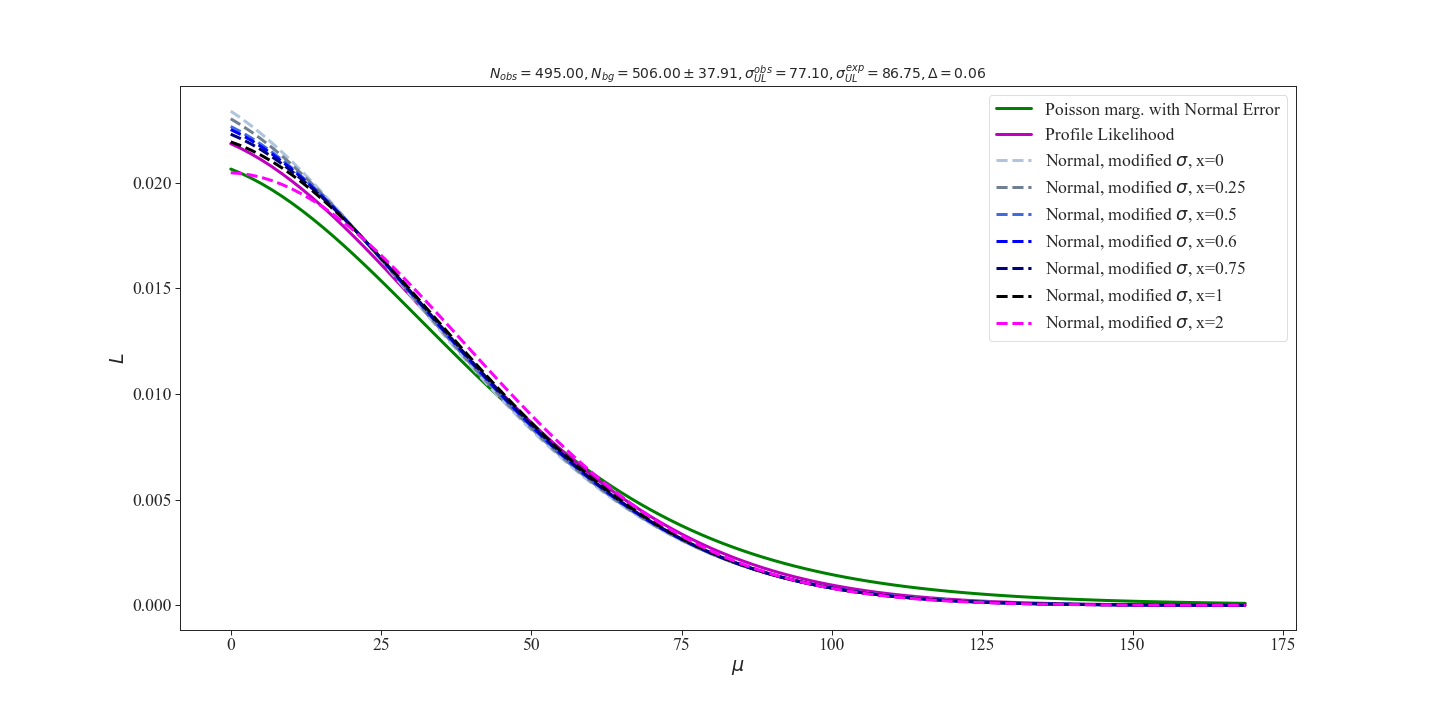 N_obs = 495.00, N_bg = 506.00 ± 37.91, σ_UL^obs = 77.10, σ_UL^exp = 86.75, Δ = 0.06
Poisson marg. with Normal Error
Profile Likelihood
Normal, modified σ, x=0
Normal, modified σ, x=0.25
Normal, modified σ, x=0.5
Normal, modified σ, x=0.6
Normal, modified σ, x=0.75
Normal, modified σ, x=1
Normal, modified σ, x=2
0.020
0.015
0.010
0.005
0.000
L
0 25 50 75 100 125 150 175
μ